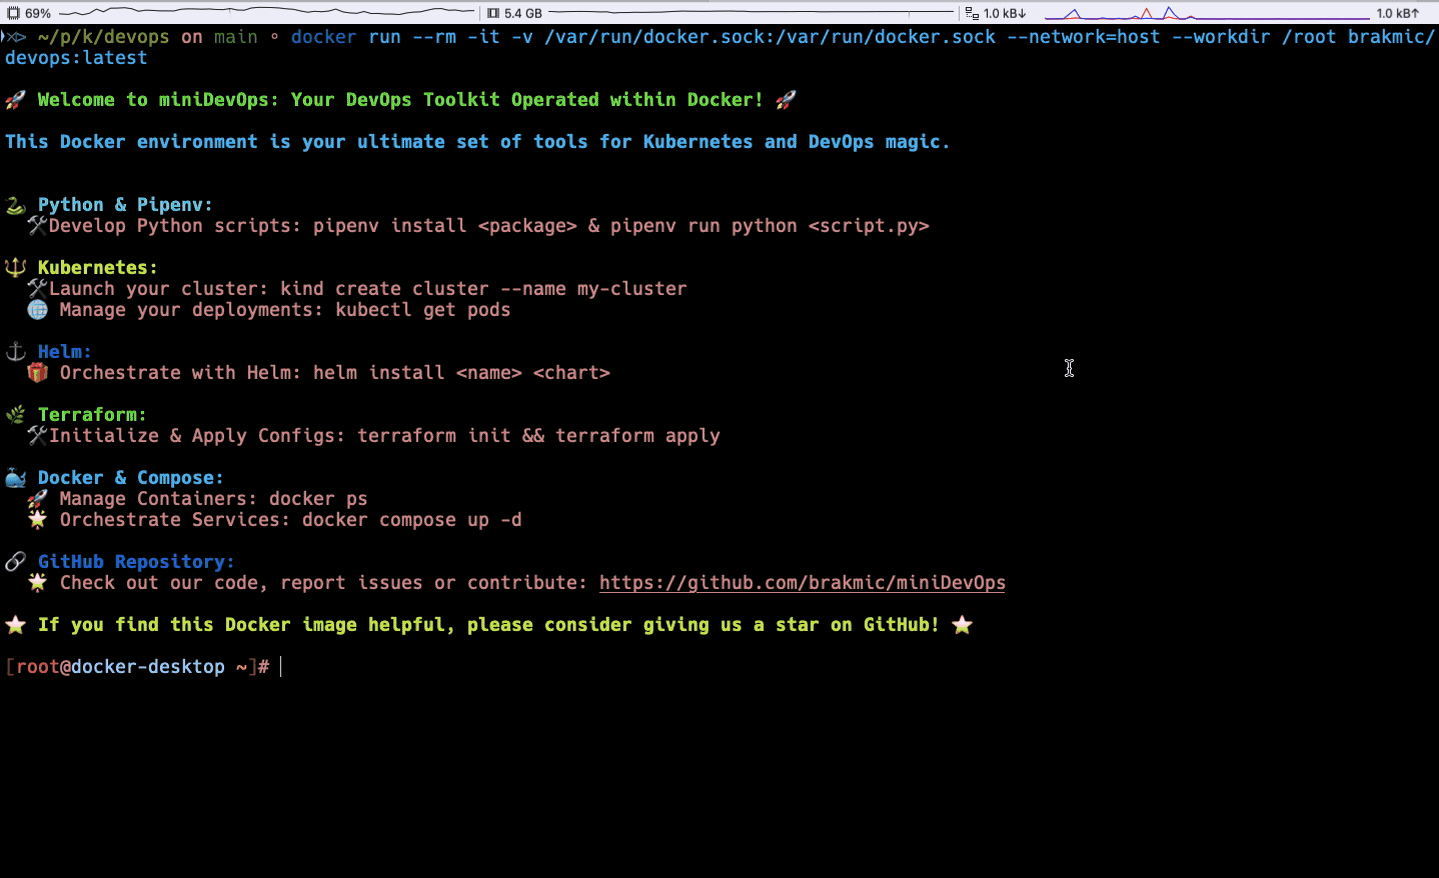 69% 5.4 GB 1.0 kB↓ 1.0 kB↑
~/p/k/devops on main ∘ docker run --rm -it -v /var/run/docker.sock:/var/run/docker.sock --network=host --workdir /root brakmic/
devops:latest
🚀 Welcome to miniDevOps: Your DevOps Toolkit Operated within Docker! 🚀
This Docker environment is your ultimate set of tools for Kubernetes and DevOps magic.
🐍 Python & Pipenv:
🛠Develop Python scripts: pipenv install <package> & pipenv run python <script.py>
🔱 Kubernetes:
🛠Launch your cluster: kind create cluster --name my-cluster
🌐 Manage your deployments: kubectl get pods
⚓ Helm:
🎁 Orchestrate with Helm: helm install <name> <chart>
🌿 Terraform:
🛠Initialize & Apply Configs: terraform init && terraform apply
🐳 Docker & Compose:
🚀 Manage Containers: docker ps
🌟 Orchestrate Services: docker compose up -d
🔗 GitHub Repository:
🌟 Check out our code, report issues or contribute: https://github.com/brakmic/miniDevOps
⭐ If you find this Docker image helpful, please consider giving us a star on GitHub! ⭐
[root@docker-desktop ~]#